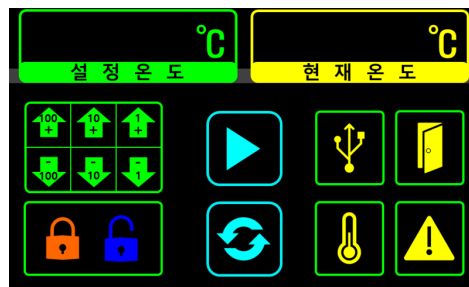 ℃ ℃
설 정 온 도 현 재 온 도
100 + 10 + 1 +
- 100 - 10 - 1